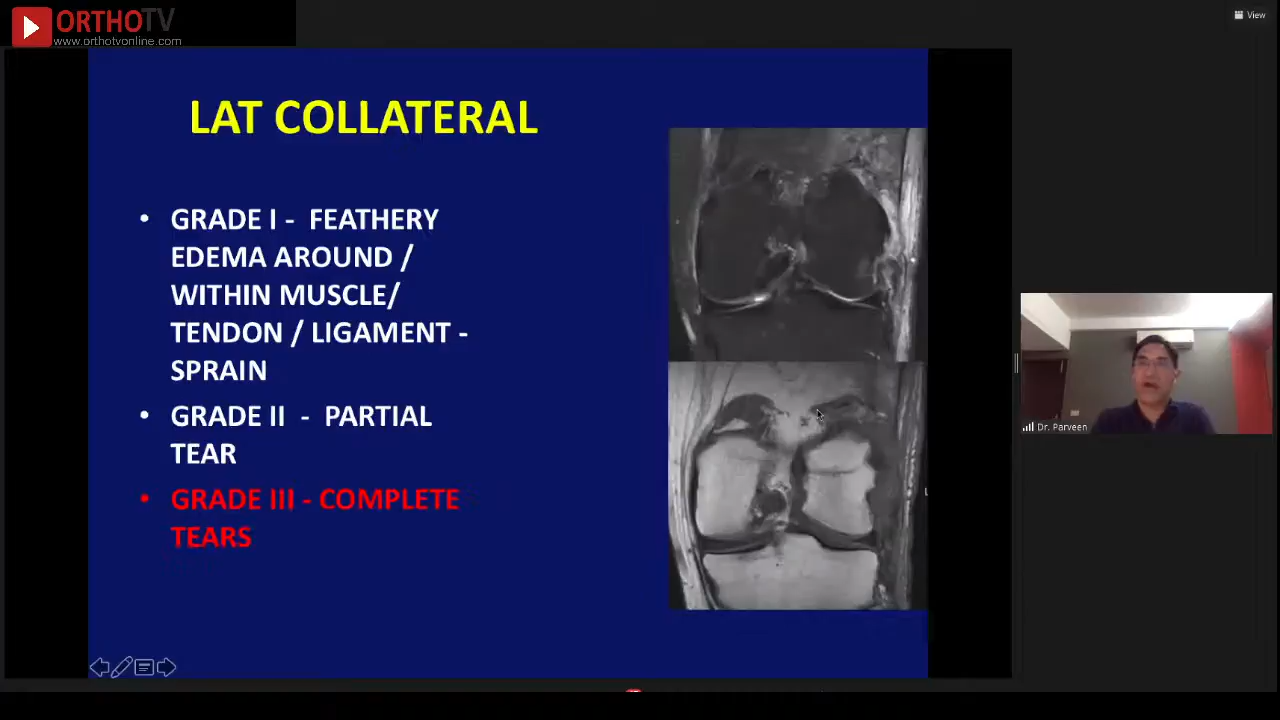 ORTHOTV
www.orthotvonline.com
View
LAT COLLATERAL
• GRADE I - FEATHERY
EDEMA AROUND /
WITHIN MUSCLE/
TENDON / LIGAMENT -
SPRAIN
• GRADE II - PARTIAL
TEAR
• GRADE III - COMPLETE
TEARS
L
Dr. Parveen